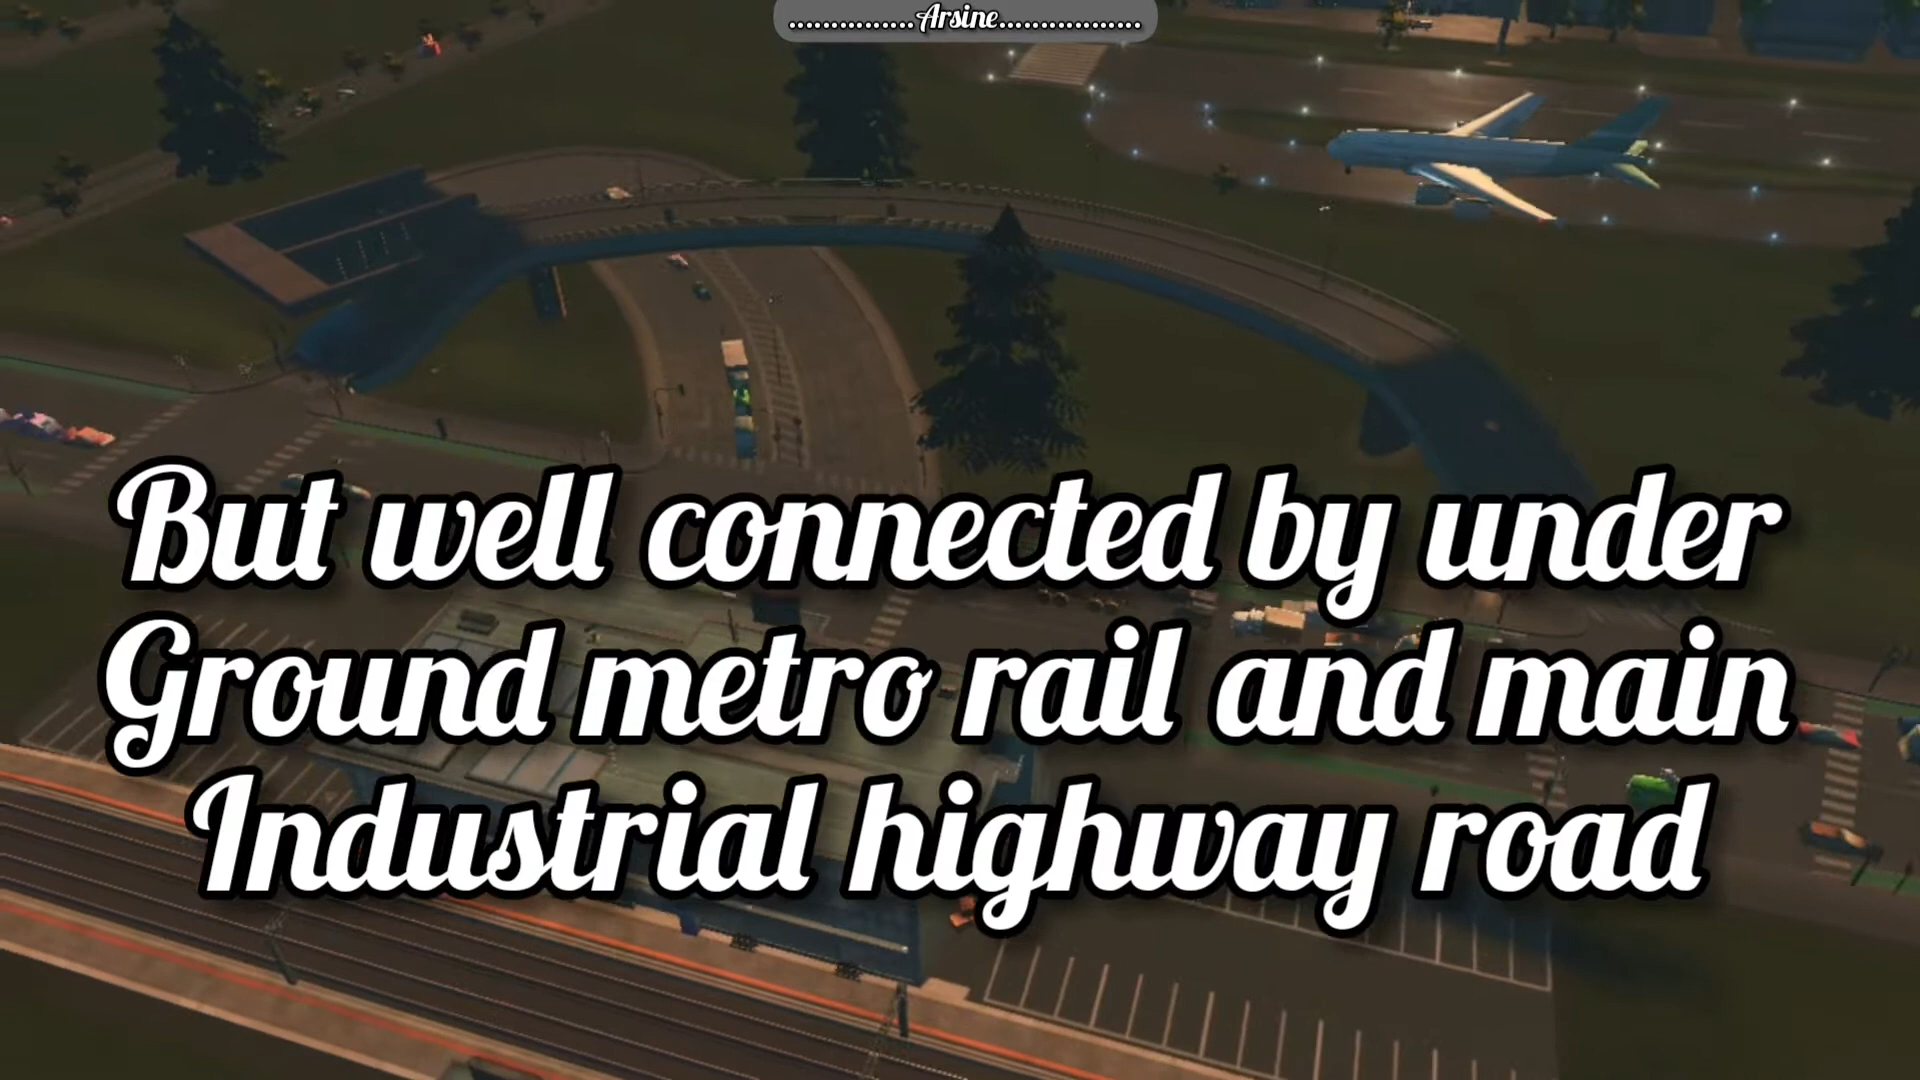 ...............Arsine.................
But well connected by under
Ground metro rail and main
Industrial highway road